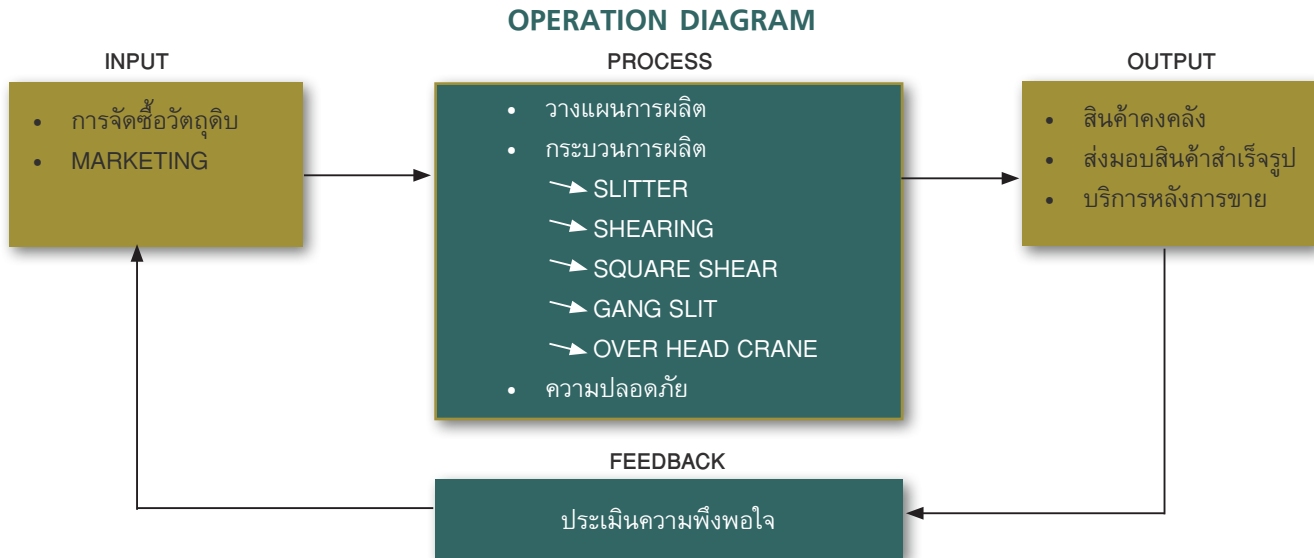 OPERATION DIAGRAM
INPUT
การจัดซื้อวัตถุดิบ
MARKETING
PROCESS
วางแผนการผลิต
กระบวนการผลิต
SLITTER
SHEARING
SQUARE SHEAR
GANG SLIT
OVER HEAD CRANE
ความปลอดภัย
OUTPUT
สินค้าคงคลัง
ส่งมอบสินค้าสำเร็จรูป
บริการหลังการขาย
FEEDBACK
ประเมินความพึงพอใจ